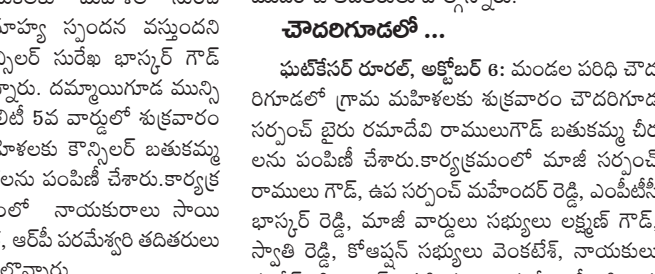 స్పందన వస్తుందని
సురేఖ భాస్కర్ గౌడ్
దమ్మాయిగూడ మున్సి
5వ వార్డులో శుక్రవారం
కౌన్సిలర్ బతుకమ్మ
లను పంపిణీ చేశారు.కార్యక్ర
నాయకురాలు సాయి
, ఆర్‌పీ పరమేశ్వరి తదితరులు
చౌదరిగూడలో ...
ఘట్‌కేసర్ రూరల్, అక్టోబర్ 6: మండల పరిధి చౌద
రిగూడలో గ్రామ మహిళలకు శుక్రవారం చౌదరిగూడ
సర్పంచ్ బైరు రమాదేవి రాములుగౌడ్ బతుకమ్మ చీర
లను పంపిణీ చేశారు.కార్యక్రమంలో మాజీ సర్పంచ్
రాములు గౌడ్, ఉప సర్పంచ్ మహేందర్ రెడ్డి, ఎంపీటీసీ
భాస్కర్ రెడ్డి, మాజీ వార్డులు సభ్యులు లక్ష్మణ్ గౌడ్,
స్వాతి రెడ్డి, కోఆప్షన్ సభ్యులు వెంకటేశ్, నాయకులు